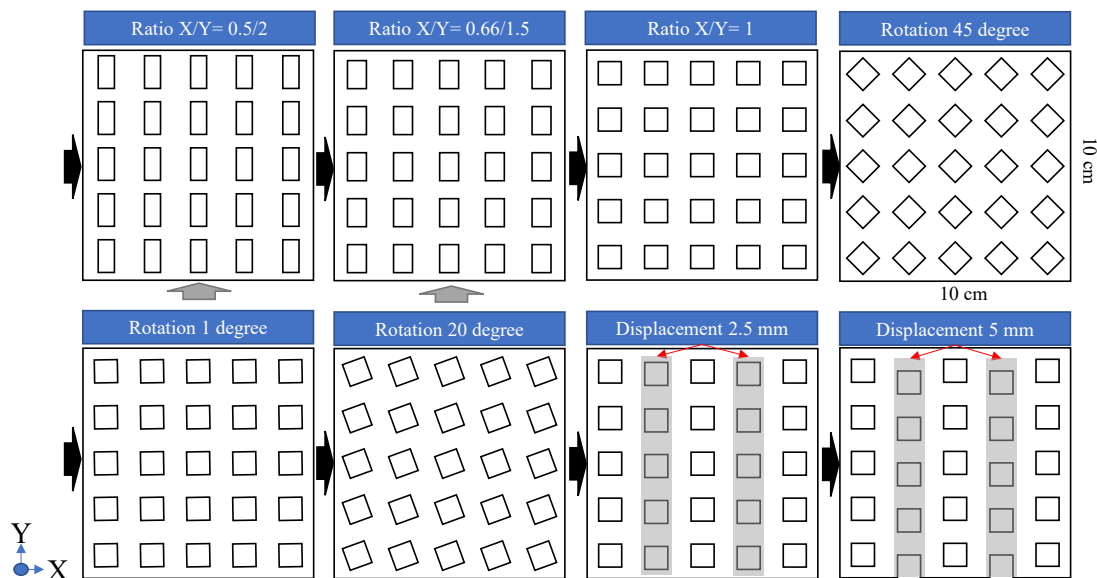 Ratio X/Y= 0.5/2
Ratio X/Y= 0.66/1.5
Ratio X/Y= 1
Rotation 45 degree
10 cm
10 cm
Rotation 1 degree
Rotation 20 degree
Displacement 2.5 mm
Displacement 5 mm
Y
X